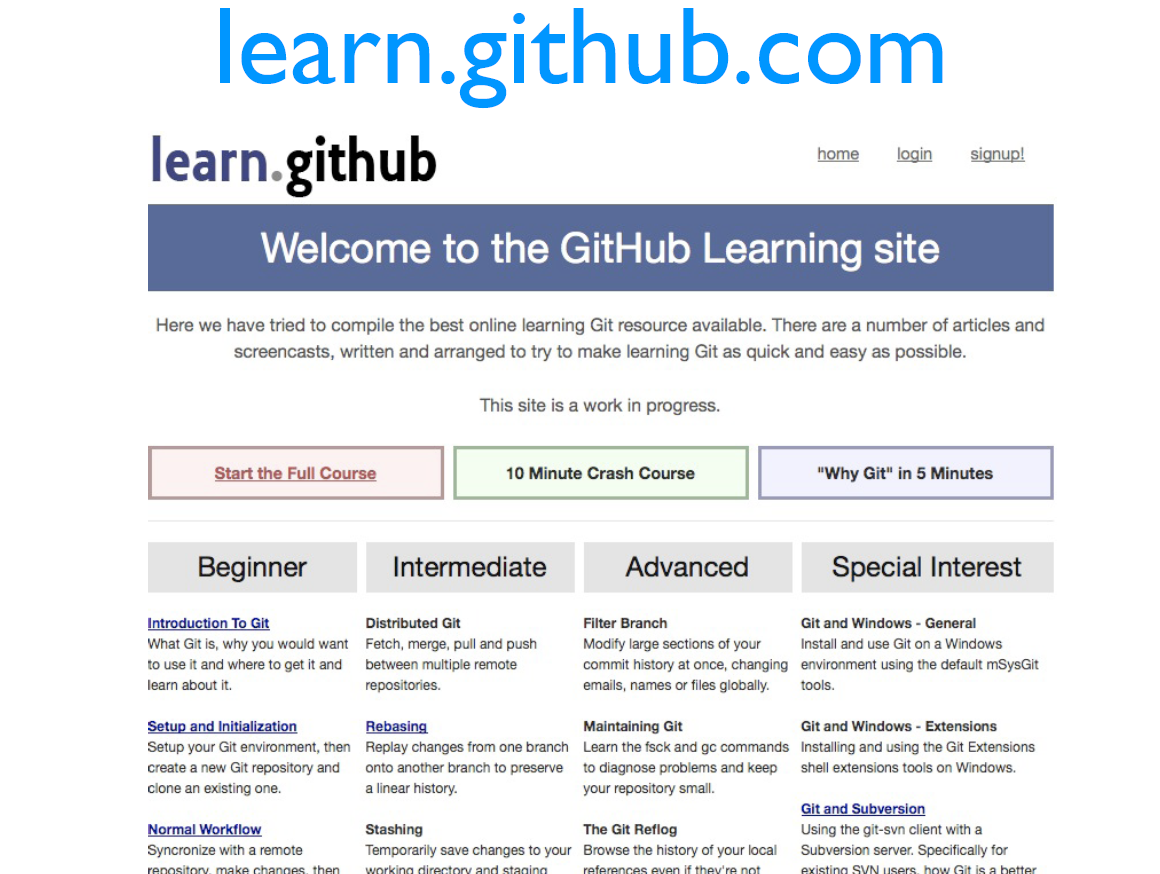 learn.github.com
learn.github
home login signup!
Welcome to the GitHub Learning site
Here we have tried to compile the best online learning Git resource available. There are a number of articles and
screencasts, written and arranged to try to make learning Git as quick and easy as possible.
This site is a work in progress.
Start the Full Course
10 Minute Crash Course
"Why Git" in 5 Minutes
Beginner
Introduction To Git
What Git is, why you would want
to use it and where to get it and
learn about it.
Setup and Initialization
Setup your Git environment, then
create a new Git repository and
clone an existing one.
Normal Workflow
Syncronize with a remote
repository, make changes, then
Intermediate
Distributed Git
Fetch, merge, pull and push
between multiple remote
repositories.
Rebasing
Replay changes from one branch
onto another branch to preserve
a linear history.
Stashing
Temporarily save changes to your
working directory and staging
Advanced
Filter Branch
Modify large sections of your
commit history at once, changing
emails, names or files globally.
Maintaining Git
Learn the fsck and gc commands
to diagnose problems and keep
your repository small.
The Git Reflog
Browse the history of your local
references even if they're not
Special Interest
Git and Windows - General
Install and use Git on a Windows
environment using the default mSysGit
tools.
Git and Windows - Extensions
Installing and using the Git Extensions
shell extensions tools on Windows.
Git and Subversion
Using the git-svn client with a
Subversion server. Specifically for
existing SVN users, how Git is a better